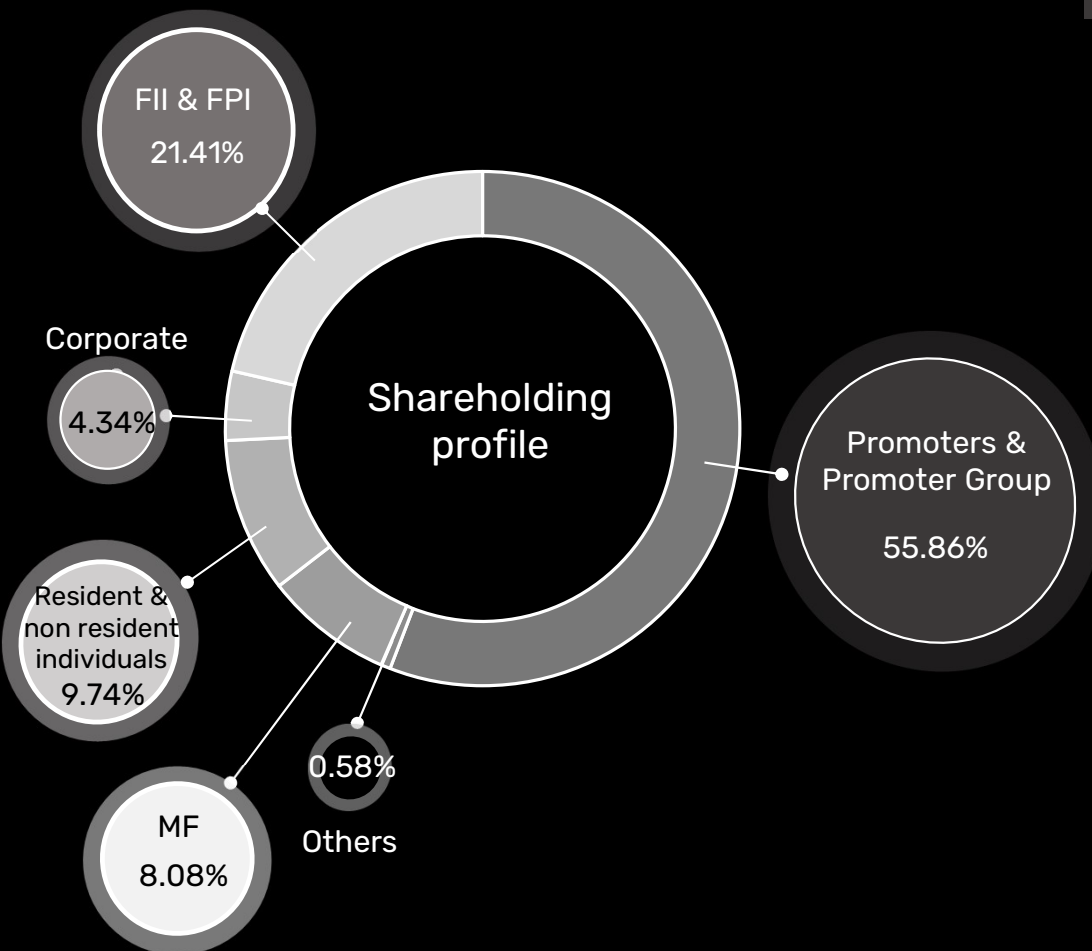 FII & FPI
21.41%
Corporate
4.34%
Shareholding
profile
Promoters &
Promoter Group
55.86%
Resident &
non resident
individuals
9.74%
0.58%
Others
MF
8.08%